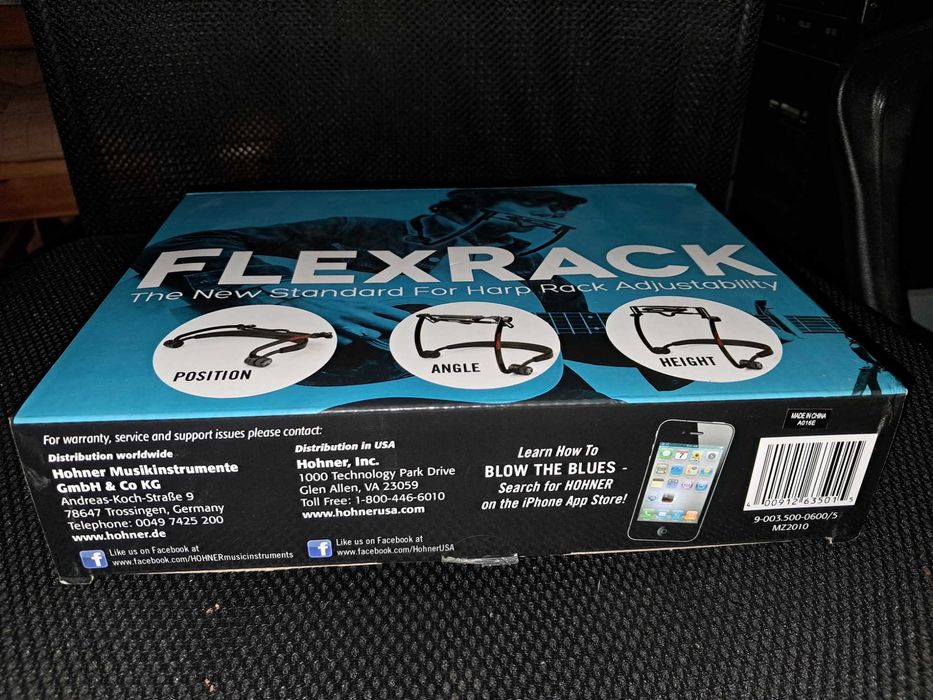 FLEXRACK
The New Standard For Harp Rack Adjustability
POSITION
ANGLE
HEIGHT
For warranty, service and support issues please contact:
Distribution worldwide
Hohner Musikinstrumente
GmbH & Co KG
Andreas-Koch-Straße 9
78647 Trossingen, Germany
Telephone: 0049 7425 200
www.hohner.de
Like us on Facebook at
www.facebook.com/HOHNERmusicinstruments
Distribution in USA
Hohner, Inc.
1000 Technology Park Drive
Glen Allen, VA 23059
Toll Free: 1-800-446-6010
www.hohnerusa.com
Like us on Facebook at
www.facebook.com/HohnerUSA
Learn How To
BLOW THE BLUES -
Search for HOHNER
on the iPhone App Store!
MADE IN CHINA
A016E
4 00912 63501 5
9-003.500-0600/5
MZ2010